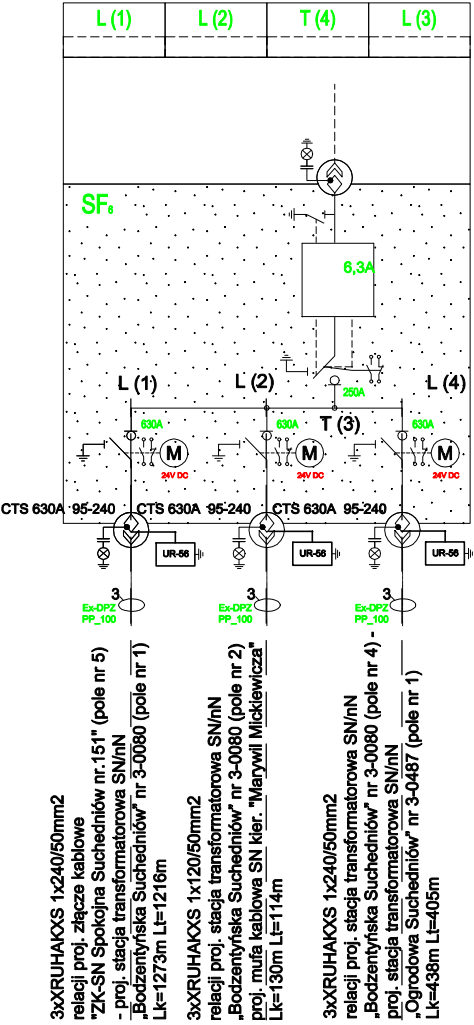 L (1) L (2) T (4) L (3)
SF6
6,3A
250A
L (1) L (2) T (3) L (4)
630A 630A 630A
M M M
24V DC 24V DC 24V DC
CTS 630A 95-240 CTS 630A 95-240 CTS 630A 95-240
UR-56 UR-56 UR-56
3 3 3
Ex-DPZ Ex-DPZ Ex-DPZ
PP_100 PP_100 PP_100
3xXRUHAKXS 1x240/50mm2
relacji proj. złącze kablowe
"ZK-SN Spokojna Suchedniów nr.151" (pole nr 5)
- proj. stacja transformatorowa SN/nN
„Bodzentyńska Suchedniów" nr 3-0080 (pole nr 1)
Lk=1273m Lt=1216m
3xXRUHAKXS 1x120/50mm2
relacji proj. stacja transformatorowa SN/nN
„Bodzentyńska Suchedniów" nr 3-0080 (pole nr 2)
proj. mufa kablowa SN kier. "Marywil Mickiewicza"
Lk=130m Lt=114m
3xXRUHAKXS 1x240/50mm2
relacji proj. stacja transformatorowa SN/nN
„Bodzentyńska Suchedniów" nr 3-0080 (pole nr 4) -
proj. stacja transformatorowa SN/nN
„Ogrodowa Suchedniów" nr 3-0487 (pole nr 1)
Lk=438m Lt=405m